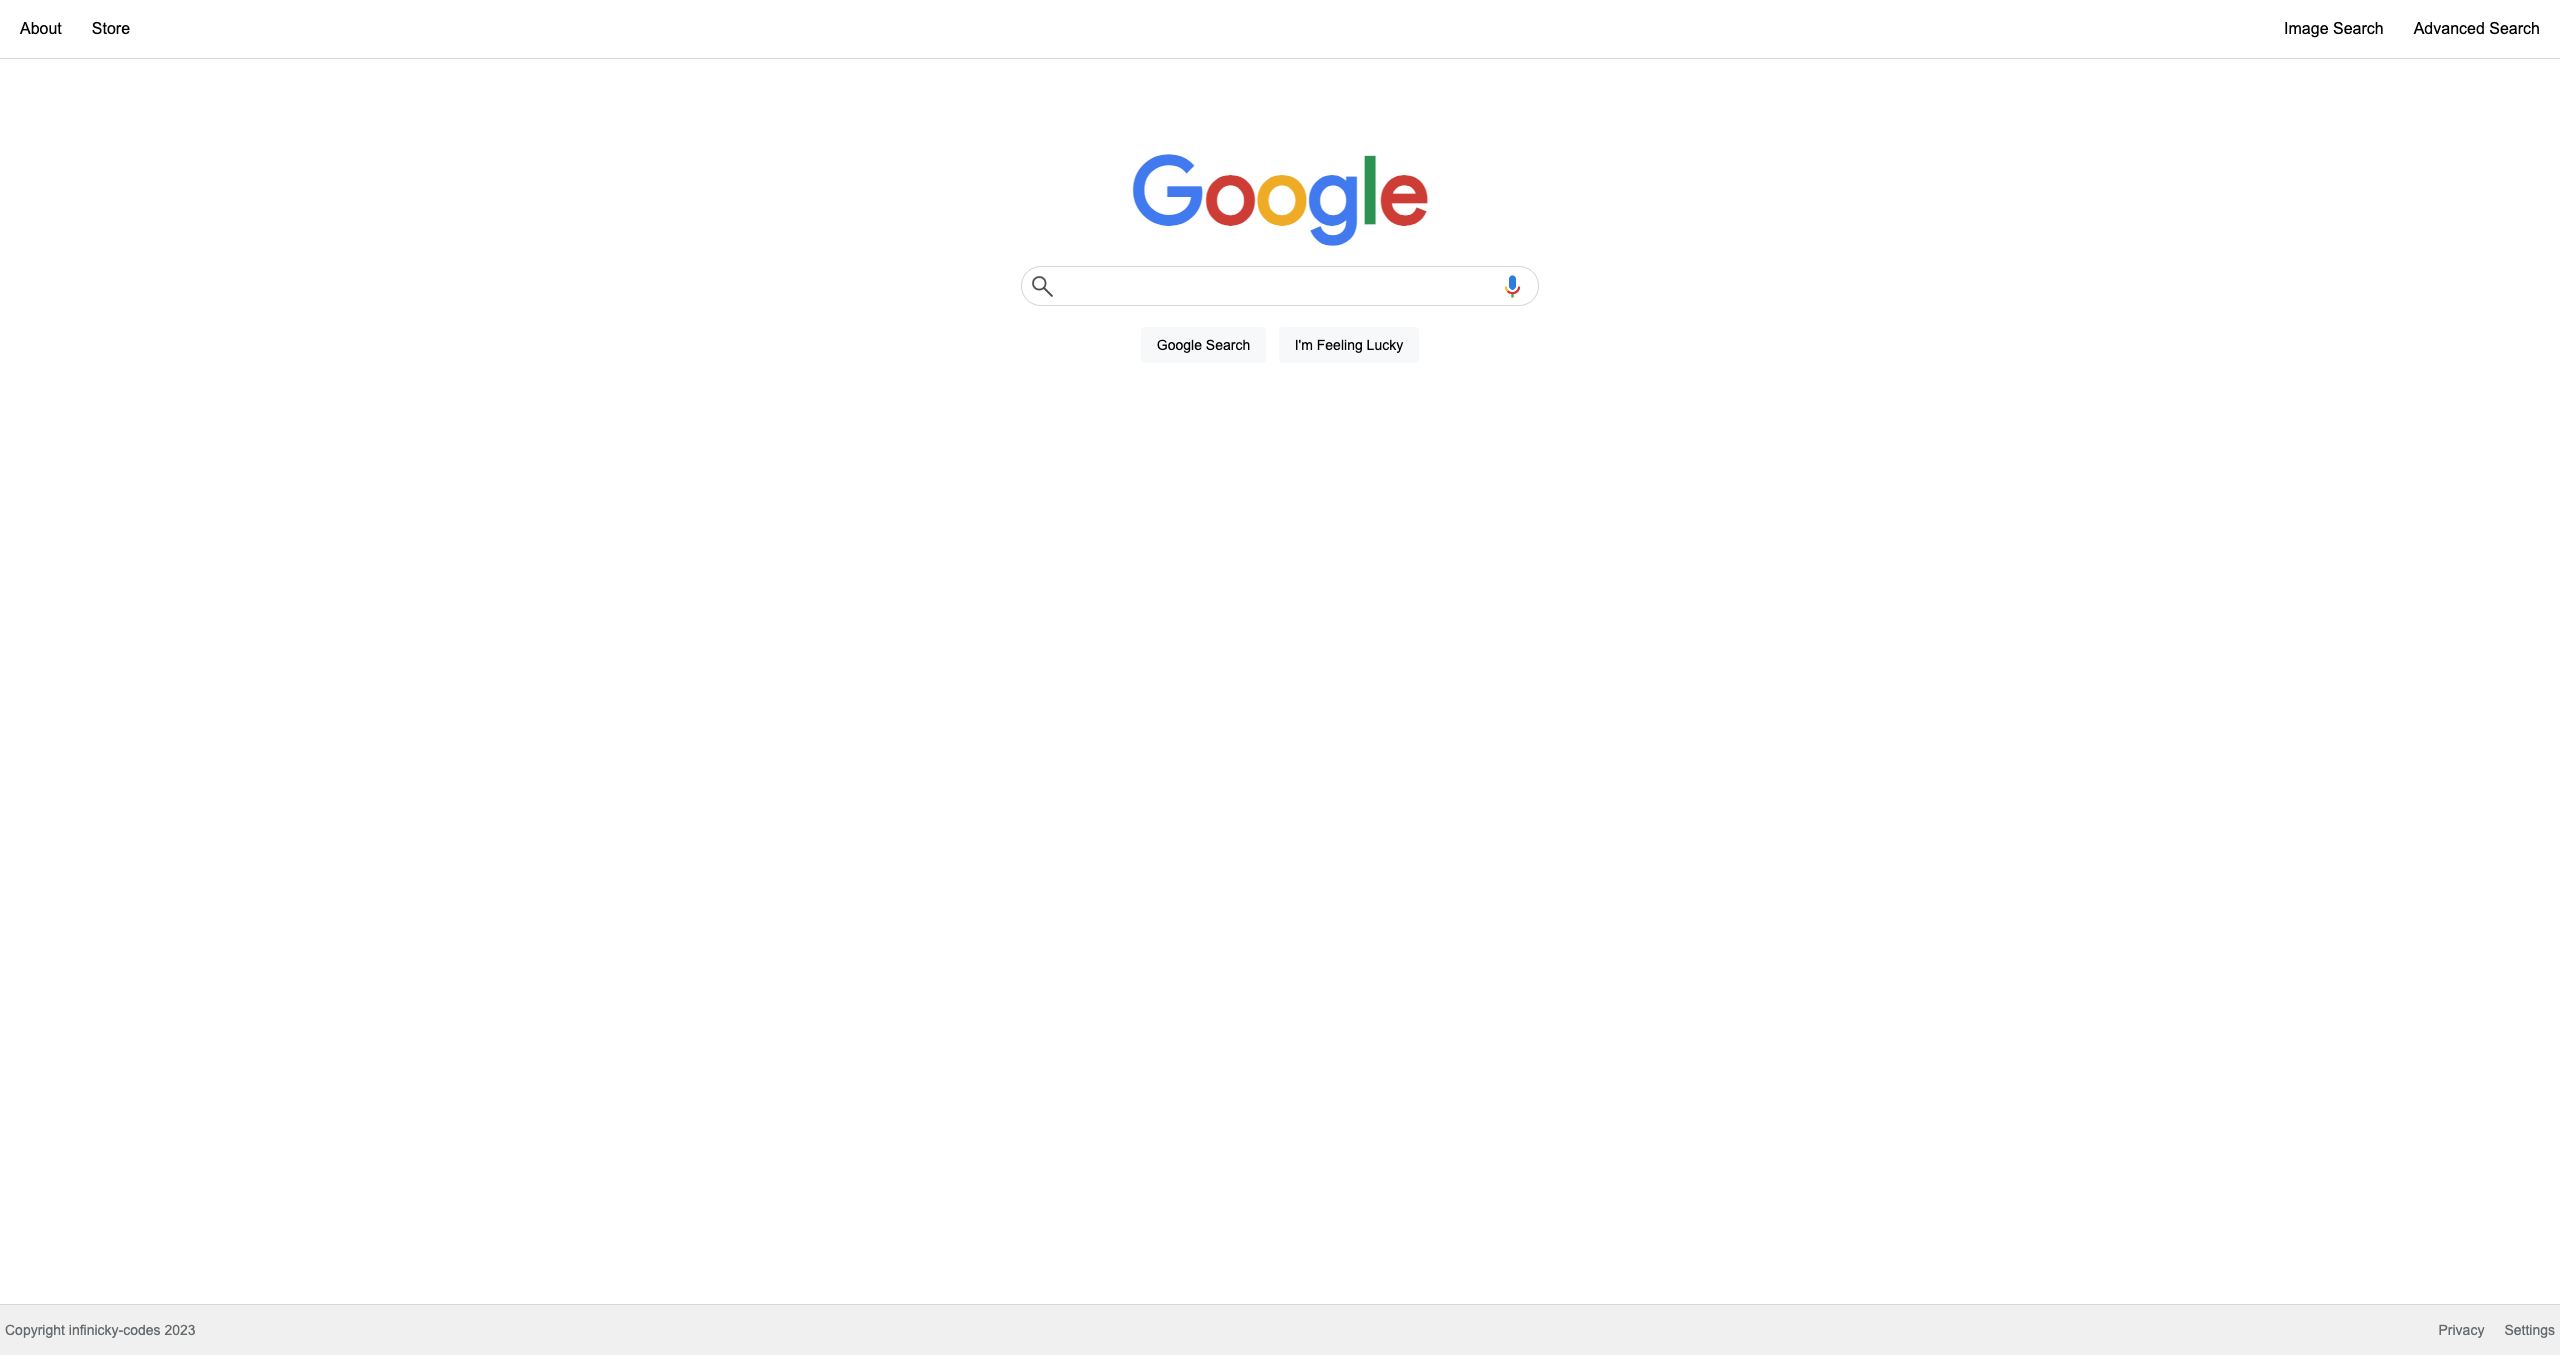 About Store Image Search Advanced Search
Google
Google Search I'm Feeling Lucky
Copyright infinicky-codes 2023 Privacy Settings